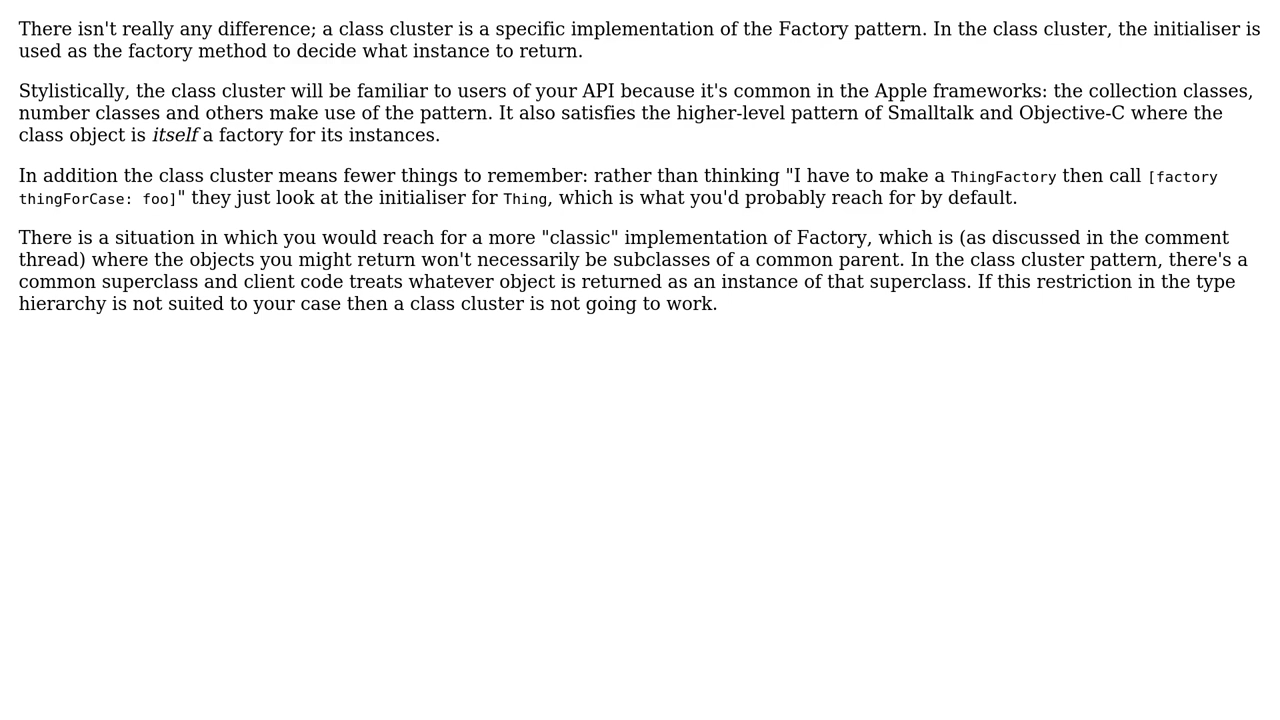 There isn't really any difference; a class cluster is a specific implementation of the Factory pattern. In the class cluster, the initialiser is
used as the factory method to decide what instance to return.
Stylistically, the class cluster will be familiar to users of your API because it's common in the Apple frameworks: the collection classes,
number classes and others make use of the pattern. It also satisfies the higher-level pattern of Smalltalk and Objective-C where the
class object is itself a factory for its instances.
In addition the class cluster means fewer things to remember: rather than thinking "I have to make a ThingFactory then call [factory
thingForCase: foo]" they just look at the initialiser for Thing, which is what you'd probably reach for by default.
There is a situation in which you would reach for a more "classic" implementation of Factory, which is (as discussed in the comment
thread) where the objects you might return won't necessarily be subclasses of a common parent. In the class cluster pattern, there's a
common superclass and client code treats whatever object is returned as an instance of that superclass. If this restriction in the type
hierarchy is not suited to your case then a class cluster is not going to work.